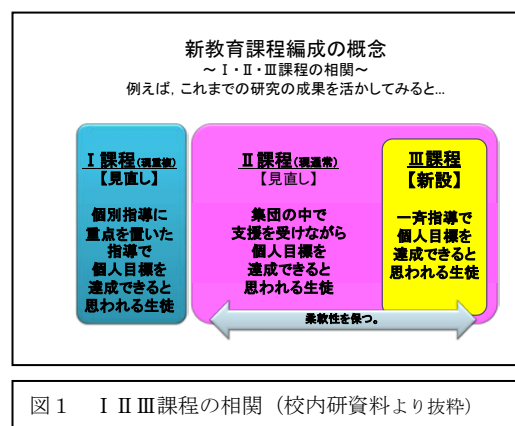 新教育課程編成の概念
～Ⅰ・Ⅱ・Ⅲ課程の相関～
例えば，これまでの研究の成果を活かしてみると…
Ⅰ課程(現重複)
【見直し】
個別指導に
重点を置いた
指導で
個人目標を
達成できると
思われる生徒
Ⅱ課程(現通常)
【見直し】
集団の中で
支援を受けながら
個人目標を
達成できると
思われる生徒
Ⅲ課程
【新設】
一斉指導で
個人目標を
達成できると
思われる生徒
柔軟性を保つ。
図１　ⅠⅡⅢ課程の相関（校内研資料より抜粋）